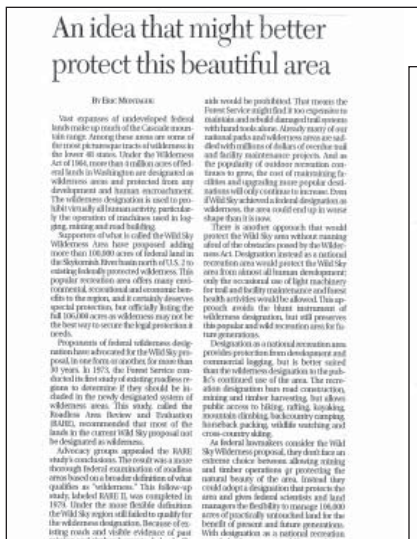 An idea that might better
protect this beautiful area
BY ERIC MONTAGUE
Vast expanses of undeveloped federal
lands make up much of the Cascade moun-
tain range. Among these areas are some of
the most picturesque tracts of wilderness in
the lower 48 states. Under the Wilderness
Act of 1964, more than 4 million acres of fed-
eral lands in Washington are designated as
wilderness areas and protected from any
development and human encroachment.
The wilderness designation is used to pro-
hibit virtually all human activity, particular-
ly the operation of machines used in log-
ging, mining and road building.
Supporters of what is called the Wild Sky
Wilderness Area have proposed adding
more than 100,000 acres of federal land in
the Skykomish River basin north of U.S. 2 to
existing federally protected wilderness. This
popular recreation area offers many envi-
ronmental, recreational and economic ben-
efits to the region, and it certainly deserves
special protection, but officially listing the
full 106,000 acres as wilderness may not be
the best way to secure the legal protection it
needs.
Proponents of federal wilderness desig-
nation have advocated for the Wild Sky pro-
posal, in one form or another, for more than
30 years. In 1973, the Forest Service con-
ducted its first study of existing roadless re-
gions to determine if they should be in-
cluded in the newly designated system of
wilderness areas. This study, called the
Roadless Area Review and Evaluation
(RARE), recommended that most of the
lands in the current Wild Sky proposal not
be designated as wilderness.
Advocacy groups appealed the RARE
study's conclusions. The result was a more
thorough federal examination of roadless
areas based on a broader definition of what
qualifies as "wilderness." This follow-up
study, labeled RARE II, was completed in
1979. Under the more flexible definition
the Wild Sky region still failed to qualify for
the wilderness designation. Because of ex-
isting roads and visible evidence of past
aids would be prohibited. That means the
Forest Service might find it too expensive to
maintain and rebuild damaged trail systems
with hand tools alone. Already many of our
national parks and wilderness areas are sad-
dled with millions of dollars of overdue trail
and facility maintenance projects. And as
the popularity of outdoor recreation con-
tinues to grow, the cost of maintaining fa-
cilities and upgrading more popular desti-
nations will only continue to increase. Even
if Wild Sky achieved a federal designation as
wilderness, the area could end up in worse
shape than it is now.
There is another approach that would
protect the Wild Sky area without running
afoul of the obstacles posed by the Wilder-
ness Act. Designation instead as a national
recreation area would protect the Wild Sky
area from almost all human development;
only the occasional use of light machinery
for trail and facility maintenance and forest
health activities would be allowed. This ap-
proach avoids the blunt instrument of
wilderness designation, but still preserves
this popular and wild recreation area for fu-
ture generations.
Designation as a national recreation area
provides protection from development and
commercial logging, but is better suited
than the wilderness designation to the pub-
lic's continued use of the area. The recre-
ation designation bars road construction,
mining and timber harvesting, but allows
public access to hiking, rafting, kayaking,
mountain climbing, backcountry camping,
horseback packing, wildlife watching and
cross-country skiing.
As federal lawmakers consider the Wild
Sky Wilderness proposal, they don't face an
extreme choice between allowing mining
and timber operations or protecting the
natural beauty of the area. Instead they
could adopt a designation that protects the
area and gives federal scientists and land
managers the flexibility to manage 106,000
acres of practically untouched land for the
benefit of present and future generations.
With designation as a national recreation